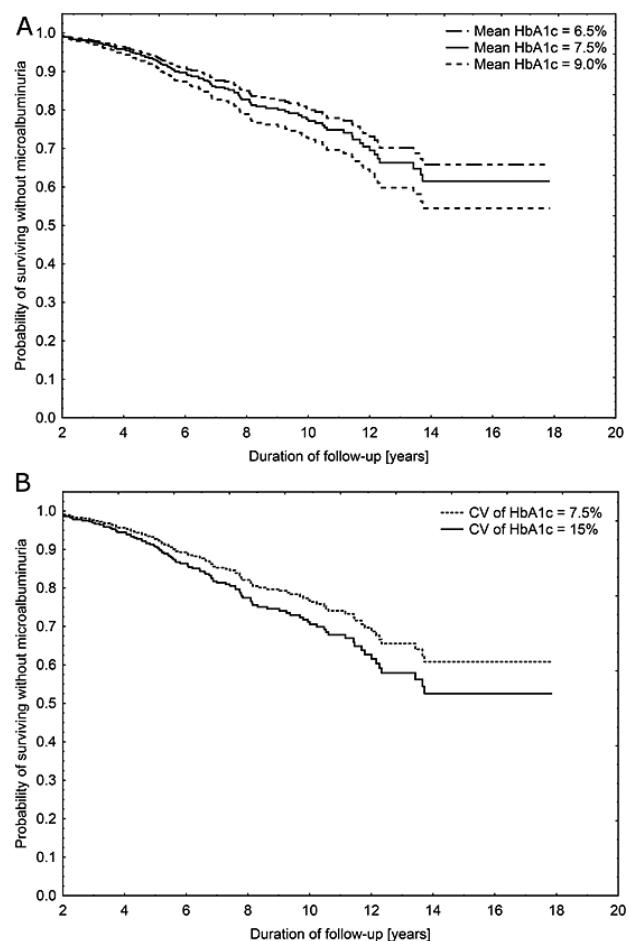 A
Mean HbA1c = 6.5%
Mean HbA1c = 7.5%
Mean HbA1c = 9.0%
Probability of surviving without microalbuminuria
1.0
0.9
0.8
0.7
0.6
0.5
0.4
0.3
0.2
0.1
0.0
2 4 6 8 10 12 14 16 18 20
Duration of follow-up [years]
B
CV of HbA1c = 7.5%
CV of HbA1c = 15%
Probability of surviving without microalbuminuria
1.0
0.9
0.8
0.7
0.6
0.5
0.4
0.3
0.2
0.1
0.0
2 4 6 8 10 12 14 16 18 20
Duration of follow-up [years]